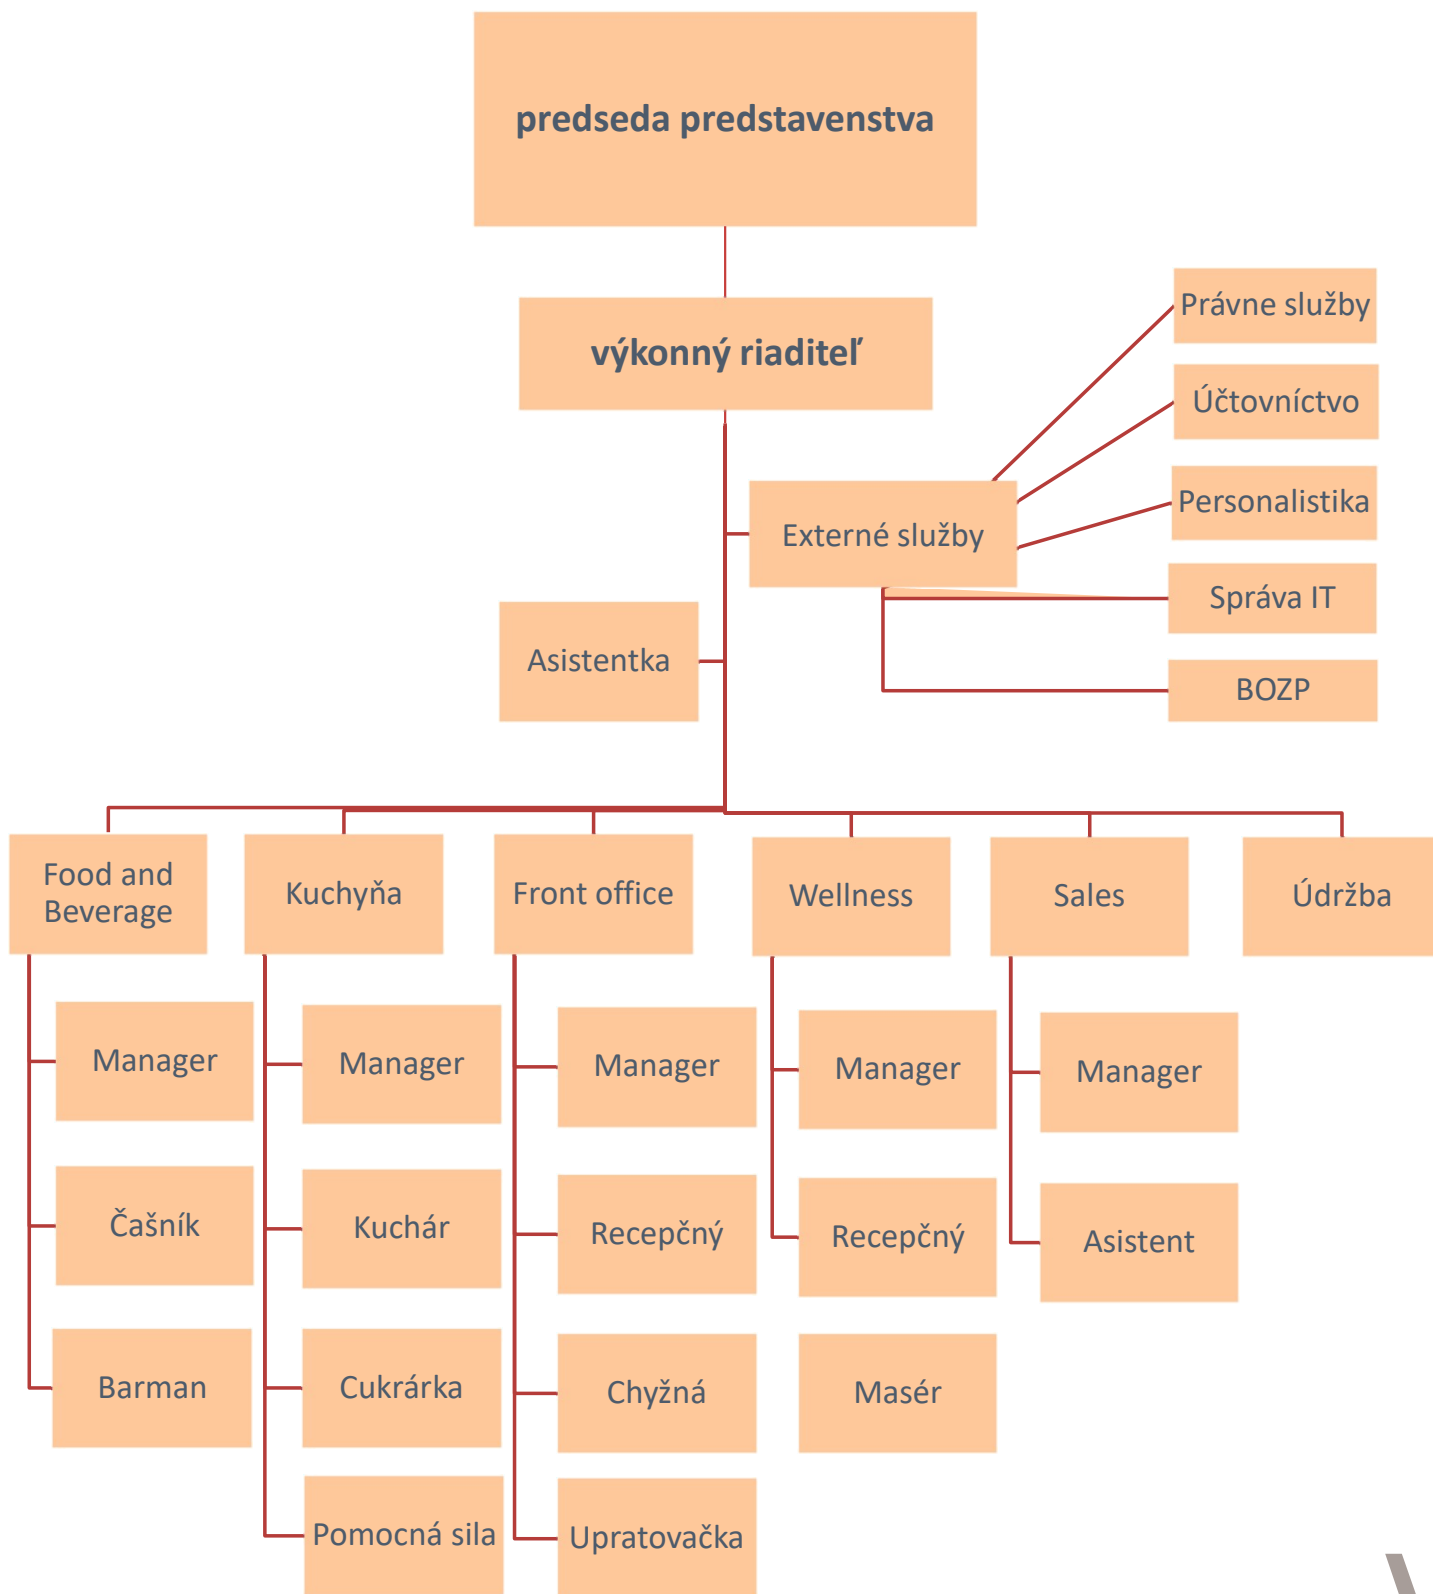 predseda predstavenstva
výkonný riaditeľ
Právne služby
Účtovníctvo
Personalistika
Externé služby
Správa IT
Asistentka
BOZP
Food and
Beverage
Kuchyňa
Front office
Wellness
Sales
Údržba
Manager
Manager
Manager
Manager
Manager
Čašník
Kuchár
Recepčný
Recepčný
Asistent
Barman
Cukrárka
Chyžná
Masér
Pomocná sila
Upratovačka